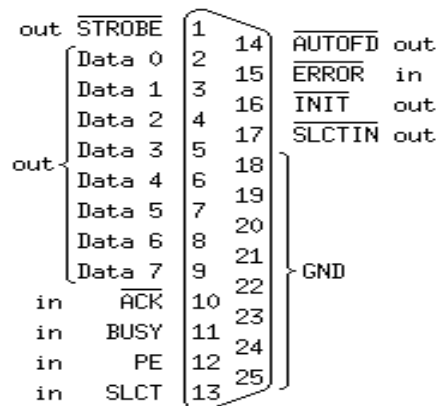 out STROBE 1
14 AUTOFD out
Data 0 2
15 ERROR in
Data 1 3
16 INIT out
Data 2 4
17 SLCTIN out
Data 3 5
18
out
Data 4 6
19
Data 5 7
20
Data 6 8
21
Data 7 9
GND
22
in ACK 10
23
in BUSY 11
24
in PE 12
25
in SLCT 13